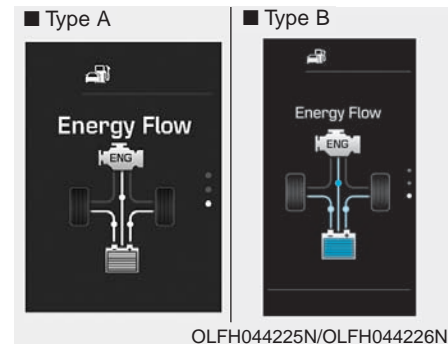 ■ Type A
■ Type B
Energy Flow
ENG
Energy Flow
ENG
OLFH044225N/OLFH044226N